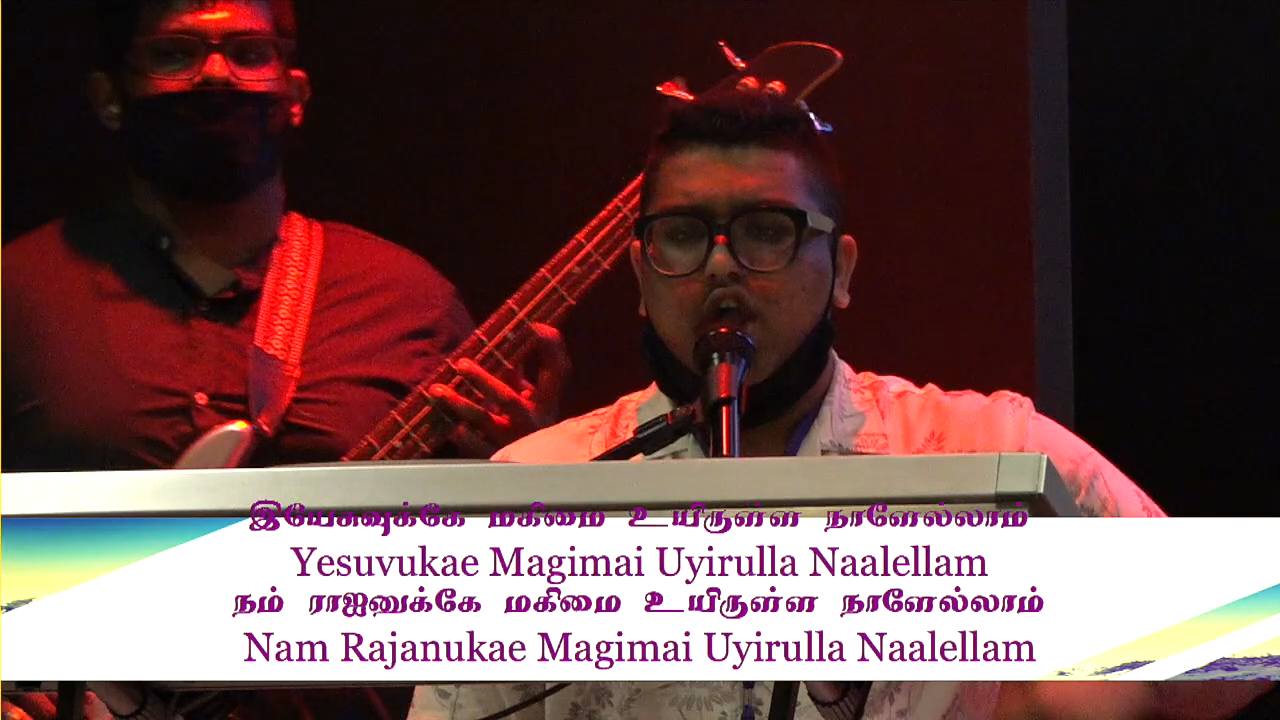 இயேசுவுக்கே மகிமை உயிருள்ள நாளேல்லாம்
Yesuvukae Magimai Uyirulla Naalellam
நம் ராஜனுக்கே மகிமை உயிருள்ள நாளேல்லாம்
Nam Rajanukae Magimai Uyirulla Naalellam